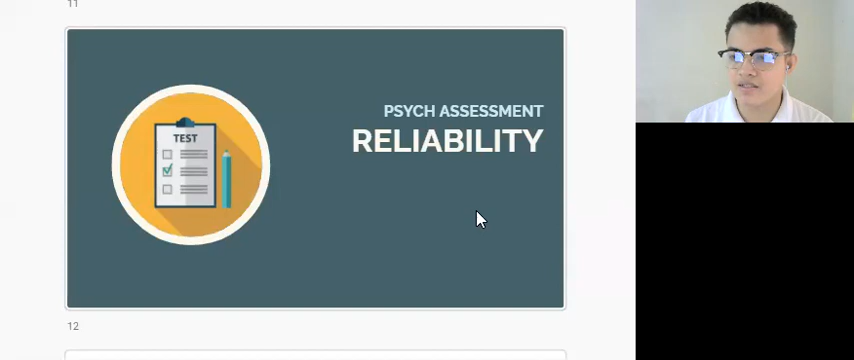 11
PSYCH ASSESSMENT
RELIABILITY
TEST
12